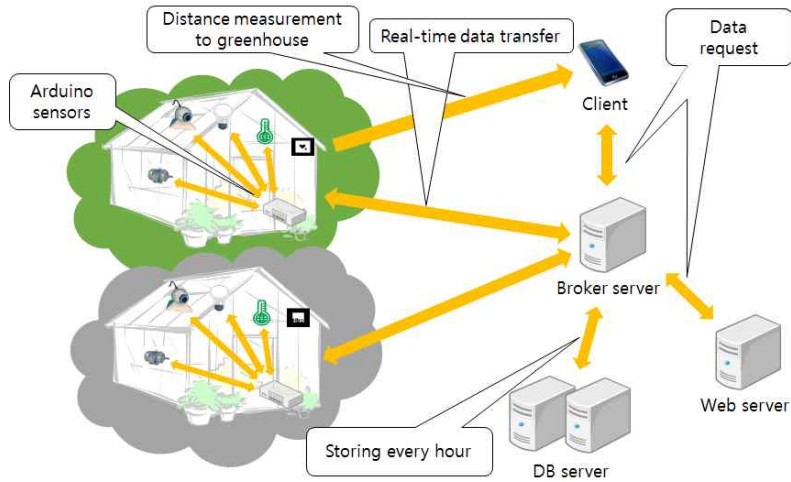 Distance measurement
to greenhouse
Real-time data transfer
Data
request
Arduino
sensors
Client
Broker server
Web server
Storing every hour
DB server